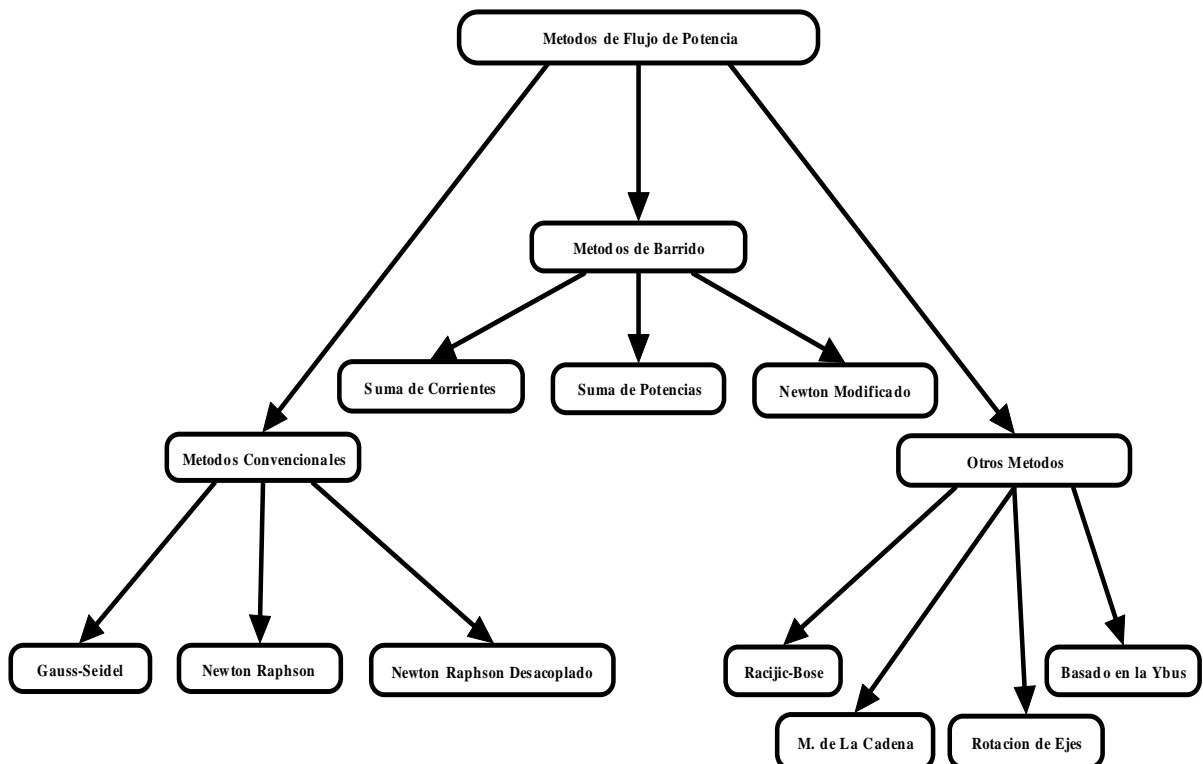 Metodos de Flujo de Potencia
Metodos de Barrido
Suma de Corrientes
Suma de Potencias
Newton Modificado
Metodos Convencionales
Otros Metodos
Gauss-Seidel
Newton Raphson
Newton Raphson Desacoplado
Racijic-Bose
Basado en la Ybus
M. de La Cadena
Rotacion de Ejes